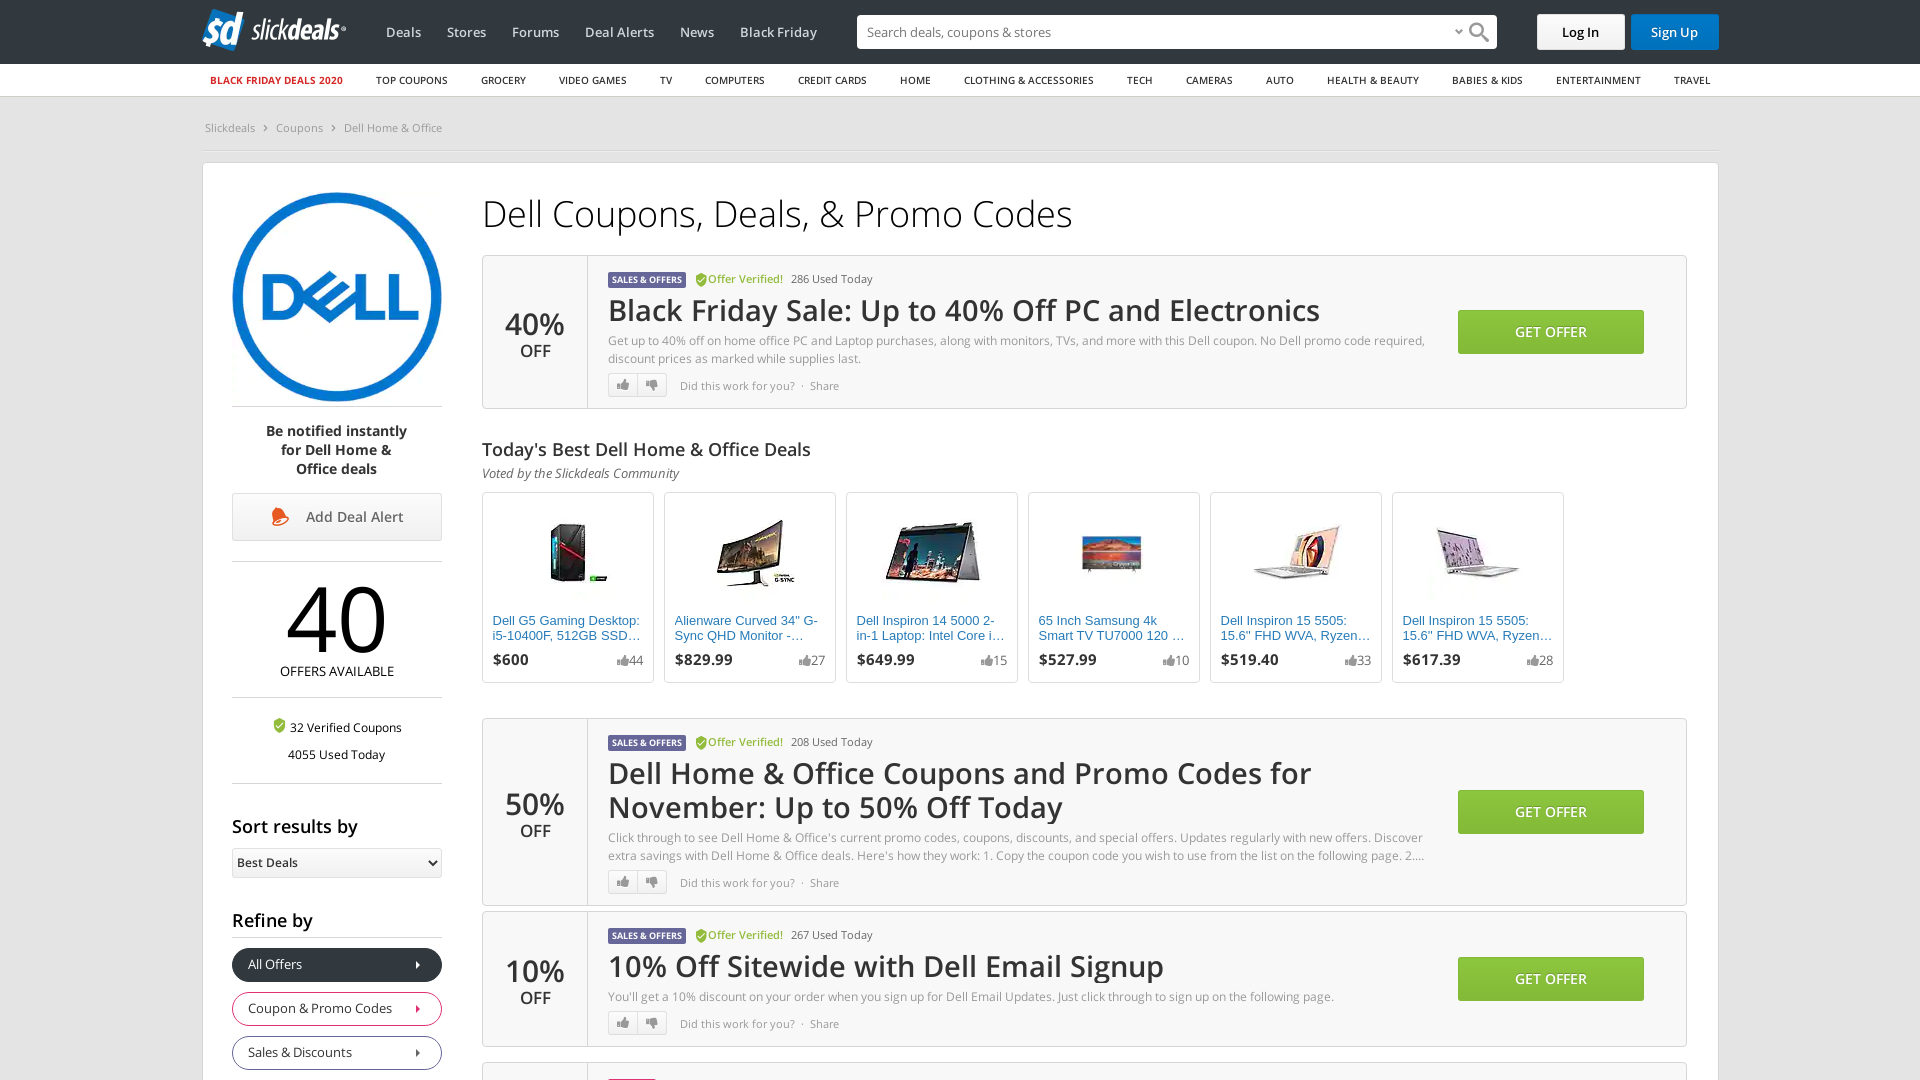 sd slickdeals
Deals
Stores
Forums
Deal Alerts
News
Black Friday
Search deals, coupons & stores
Log In
Sign Up
BLACK FRIDAY DEALS 2020
TOP COUPONS
GROCERY
VIDEO GAMES
TV
COMPUTERS
CREDIT CARDS
HOME
CLOTHING & ACCESSORIES
TECH
CAMERAS
AUTO
HEALTH & BEAUTY
BABIES & KIDS
ENTERTAINMENT
TRAVEL
Slickdeals > Coupons > Dell Home & Office
DELL
Be notified instantly
for Dell Home &
Office deals
Add Deal Alert
40
OFFERS AVAILABLE
32 Verified Coupons
4055 Used Today
Sort results by
Best Deals
Refine by
All Offers
Coupon & Promo Codes
Sales & Discounts
Dell Coupons, Deals, & Promo Codes
40%
OFF
SALES & OFFERS Offer Verified! 286 Used Today
Black Friday Sale: Up to 40% Off PC and Electronics
Get up to 40% off on home office PC and Laptop purchases, along with monitors, TVs, and more with this Dell coupon. No Dell promo code required,
discount prices as marked while supplies last.
Did this work for you? · Share
GET OFFER
Today's Best Dell Home & Office Deals
Voted by the Slickdeals Community
Dell G5 Gaming Desktop:
i5-10400F, 512GB SSD…
$600 44
G-SYNC
Alienware Curved 34" G-
Sync QHD Monitor -…
$829.99 27
Dell Inspiron 14 5000 2-
in-1 Laptop: Intel Core i…
$649.99 15
65 Inch Samsung 4k
Smart TV TU7000 120 …
$527.99 10
Dell Inspiron 15 5505:
15.6" FHD WVA, Ryzen…
$519.40 33
Dell Inspiron 15 5505:
15.6" FHD WVA, Ryzen…
$617.39 28
50%
OFF
SALES & OFFERS Offer Verified! 208 Used Today
Dell Home & Office Coupons and Promo Codes for
November: Up to 50% Off Today
Click through to see Dell Home & Office's current promo codes, coupons, discounts, and special offers. Updates regularly with new offers. Discover
extra savings with Dell Home & Office deals. Here's how they work: 1. Copy the coupon code you wish to use from the list on the following page. 2.…
Did this work for you? · Share
GET OFFER
10%
OFF
SALES & OFFERS Offer Verified! 267 Used Today
10% Off Sitewide with Dell Email Signup
You'll get a 10% discount on your order when you sign up for Dell Email Updates. Just click through to sign up on the following page.
Did this work for you? · Share
GET OFFER